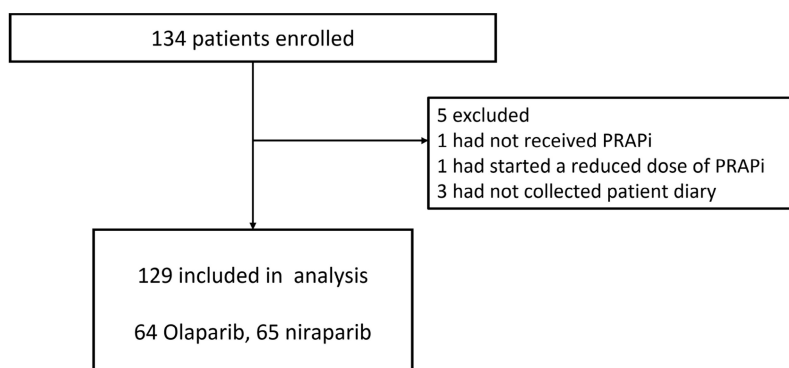 134 patients enrolled
5 excluded
1 had not received PRAPi
1 had started a reduced dose of PRAPi
3 had not collected patient diary
129 included in analysis
64 Olaparib, 65 niraparib